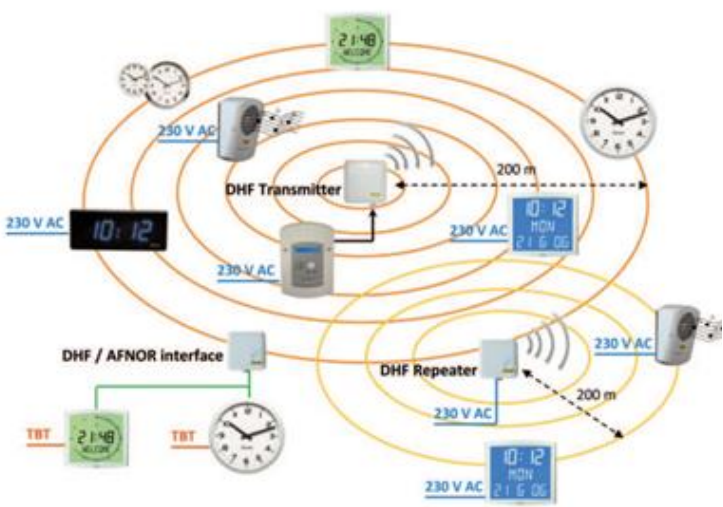 21:48
WELCOME
230 V AC
DHF Transmitter
200 m
230 V AC
10:12
230 V AC
230 V AC
10:12
MON
21 6 06
DHF / AFNOR interface
DHF Repeater
230 V AC
200 m
230 V AC
TBT
21:48
WELCOME
TBT
230 V AC
10:12
MON
21 6 06